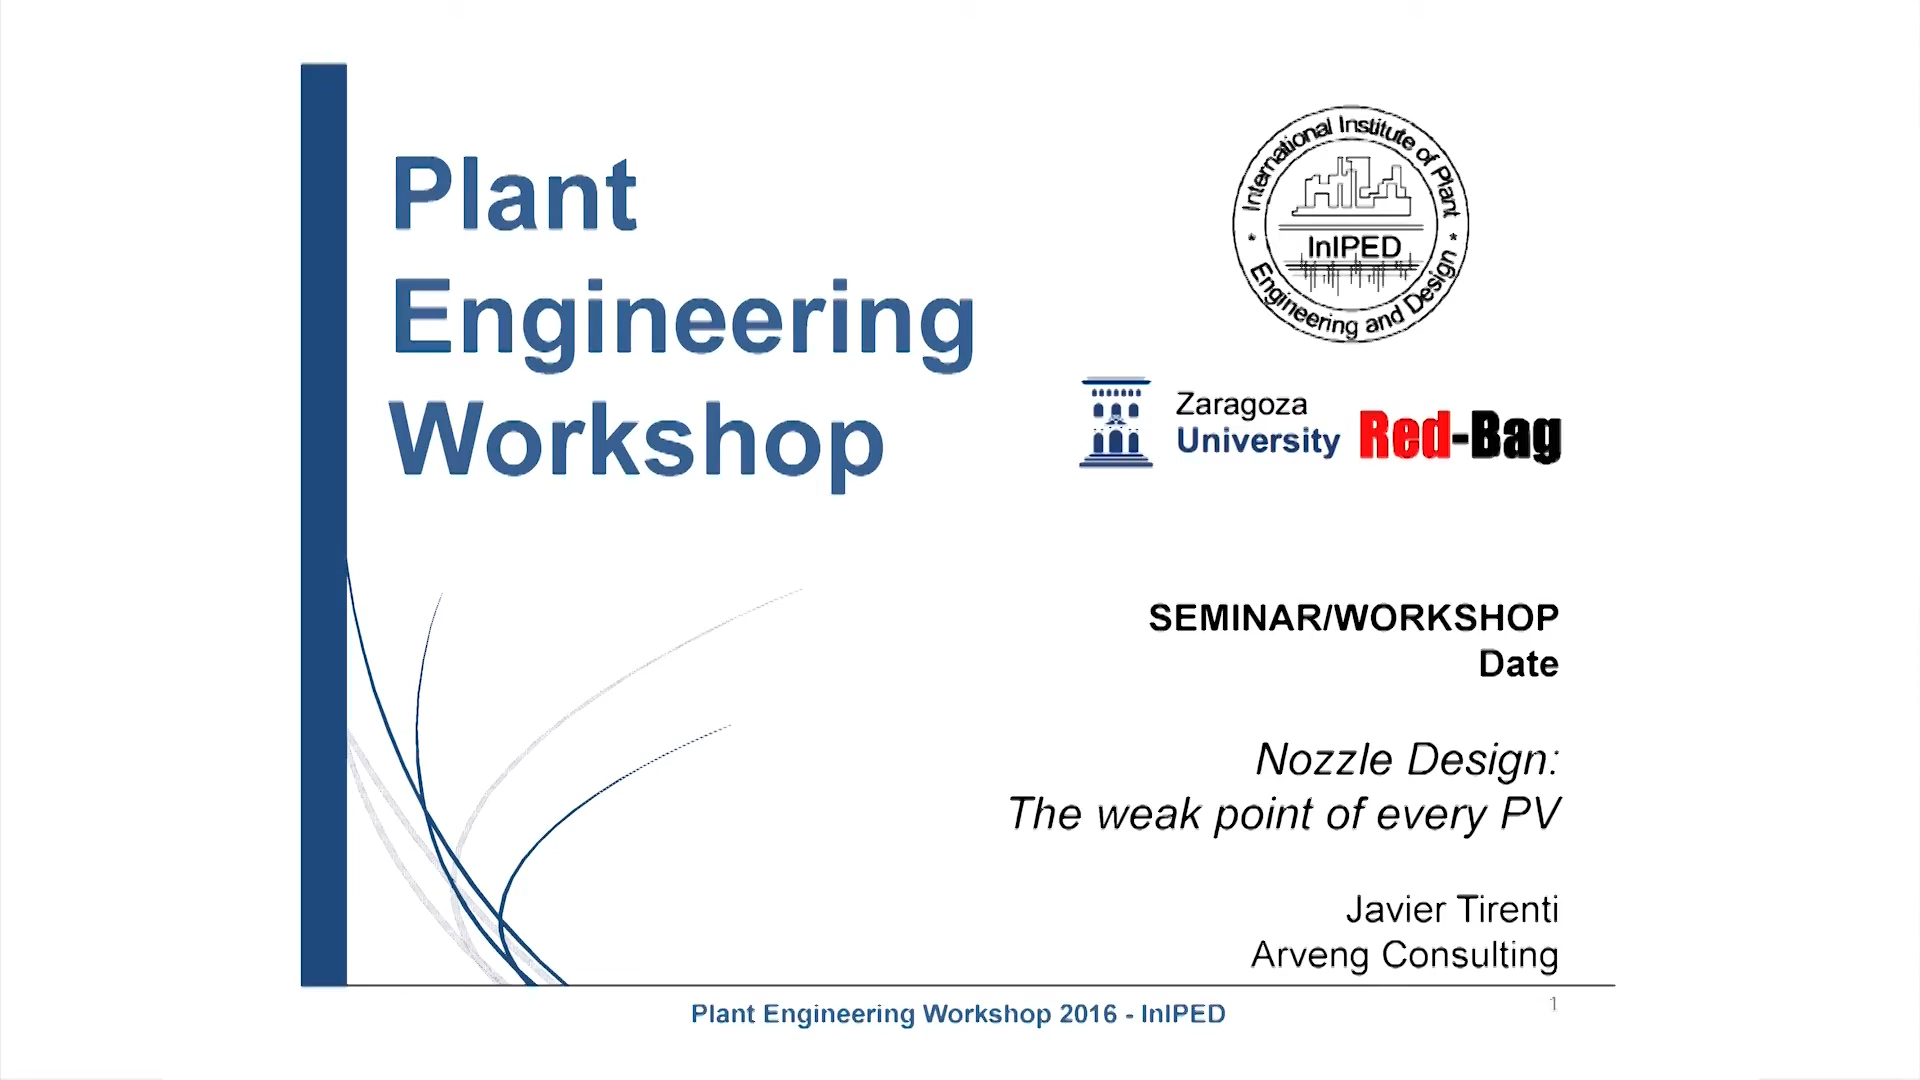 Plant
Engineering
Workshop
International Institute of Plant
* InIPED *
Engineering and Design
Zaragoza
University
Red-Bag
SEMINAR/WORKSHOP
Date
Nozzle Design:
The weak point of every PV
Javier Tirenti
Arveng Consulting
Plant Engineering Workshop 2016 - InIPED
1